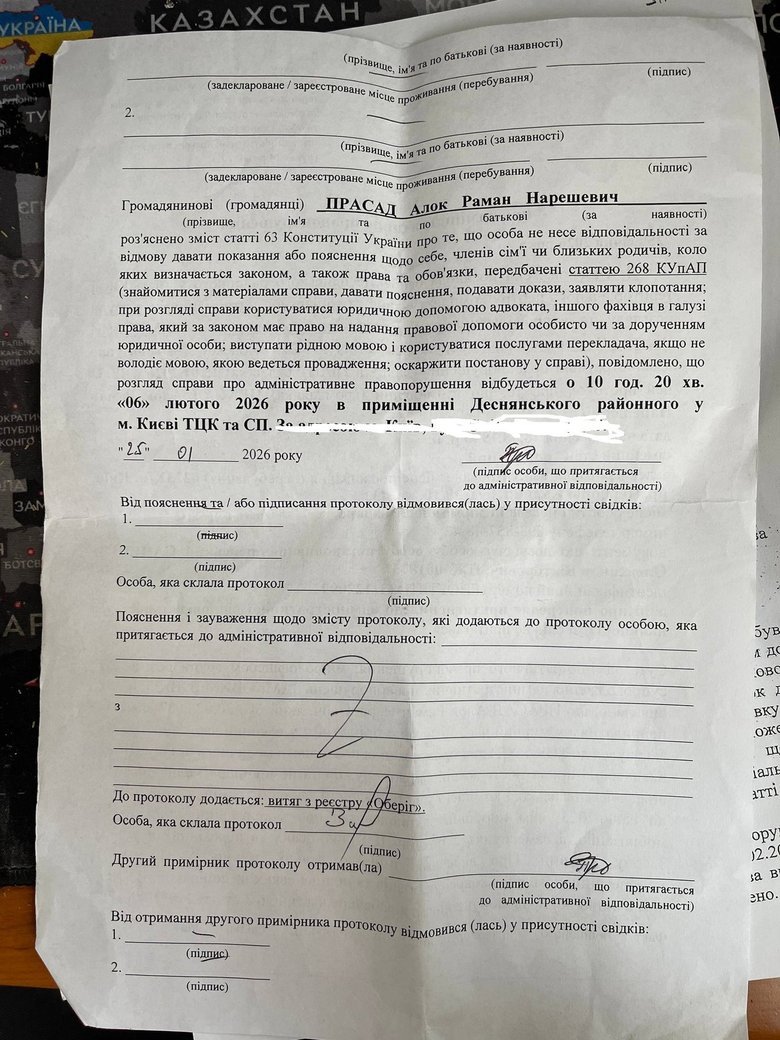 УКРАЇНА
КАЗАХСТАН
(прізвище, ім'я та по батькові (за наявності)
(задеклароване / зареєстроване місце проживання (перебування)
(підпис)
2.
(прізвище, ім'я та по батькові (за наявності)
(задеклароване / зареєстроване місце проживання (перебування)
(підпис)
Громадянинові (громадянці) ПРАСАД Алок Раман Нарешевич
(прізвище, ім'я та по батькові (за наявності)
роз'яснено зміст статті 63 Конституції України про те, що особа не несе відповідальності за
відмову давати показання або пояснення щодо себе, членів сім'ї чи близьких родичів, коло
яких визначається законом, а також права та обов'язки, передбачені статтею 268 КУпАП
(знайомитися з матеріалами справи, давати пояснення, подавати докази, заявляти клопотання;
при розгляді справи користуватися юридичною допомогою адвоката, іншого фахівця в галузі
права, який за законом має право на надання правової допомоги особисто чи за дорученням
юридичної особи; виступати рідною мовою і користуватися послугами перекладача, якщо не
володіє мовою, якою ведеться провадження; оскаржити постанову у справі), повідомлено, що
розгляд справи про адміністративне правопорушення відбудеться о 10 год. 20 хв.
«06» лютого 2026 року в приміщенні Деснянського районного у
м. Києві ТЦК та СП.
"25" 01 2026 року
(підпис особи, що притягається
до адміністративної відповідальності)
Від пояснення та / або підписання протоколу відмовився(лась) у присутності свідків:
1.
(підпис)
2.
(підпис)
Особа, яка склала протокол
(підпис)
Пояснення і зауваження щодо змісту протоколу, які додаються до протоколу особою, яка
притягається до адміністративної відповідальності:
з
До протоколу додається: витяг з реєстру «Оберіг».
Особа, яка склала протокол
(підпис)
Другий примірник протоколу отримав(ла)
(підпис особи, що притягається
до адміністративної відповідальності)
Від отримання другого примірника протоколу відмовився (лась) у присутності свідків:
1.
(підпис)
2.
(підпис)